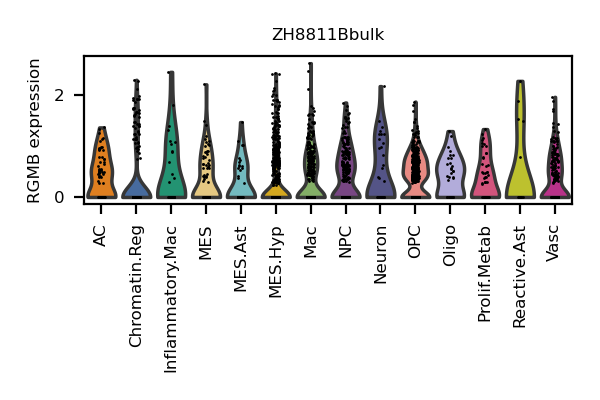 ZH8811Bbulk
RGMB expression
2
0
AC
Chromatin.Reg
Inflammatory.Mac
MES
MES.Ast
MES.Hyp
Mac
NPC
Neuron
OPC
Oligo
Prolif.Metab
Reactive.Ast
Vasc